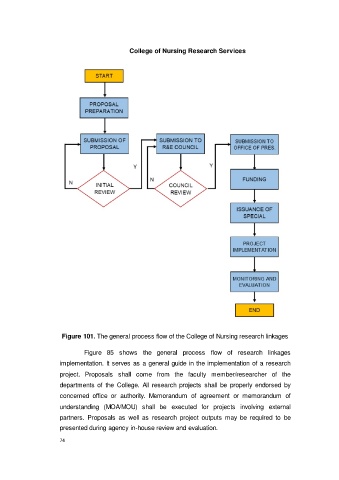 College of Nursing Research Services
START
PROPOSAL
PREPARATION
SUBMISSION OF
PROPOSAL
INITIAL
REVIEW
N
Y
SUBMISSION TO
R&E COUNCIL
COUNCIL
REVIEW
N
Y
SUBMISSION TO
OFFICE OF PRES.
FUNDING
ISSUANCE OF
SPECIAL
PROJECT
IMPLEMENTATION
MONITORING AND
EVALUATION
END
Figure 101. The general process flow of the College of Nursing research linkages
Figure 85 shows the general process flow of research linkages
implementation. It serves as a general guide in the implementation of a research
project. Proposals shall come from the faculty member/researcher of the
departments of the College. All research projects shall be properly endorsed by
concerned office or authority. Memorandum of agreement or memorandum of
understanding (MOA/MOU) shall be executed for projects involving external
partners. Proposals as well as research project outputs may be required to be
presented during agency in-house review and evaluation.
74